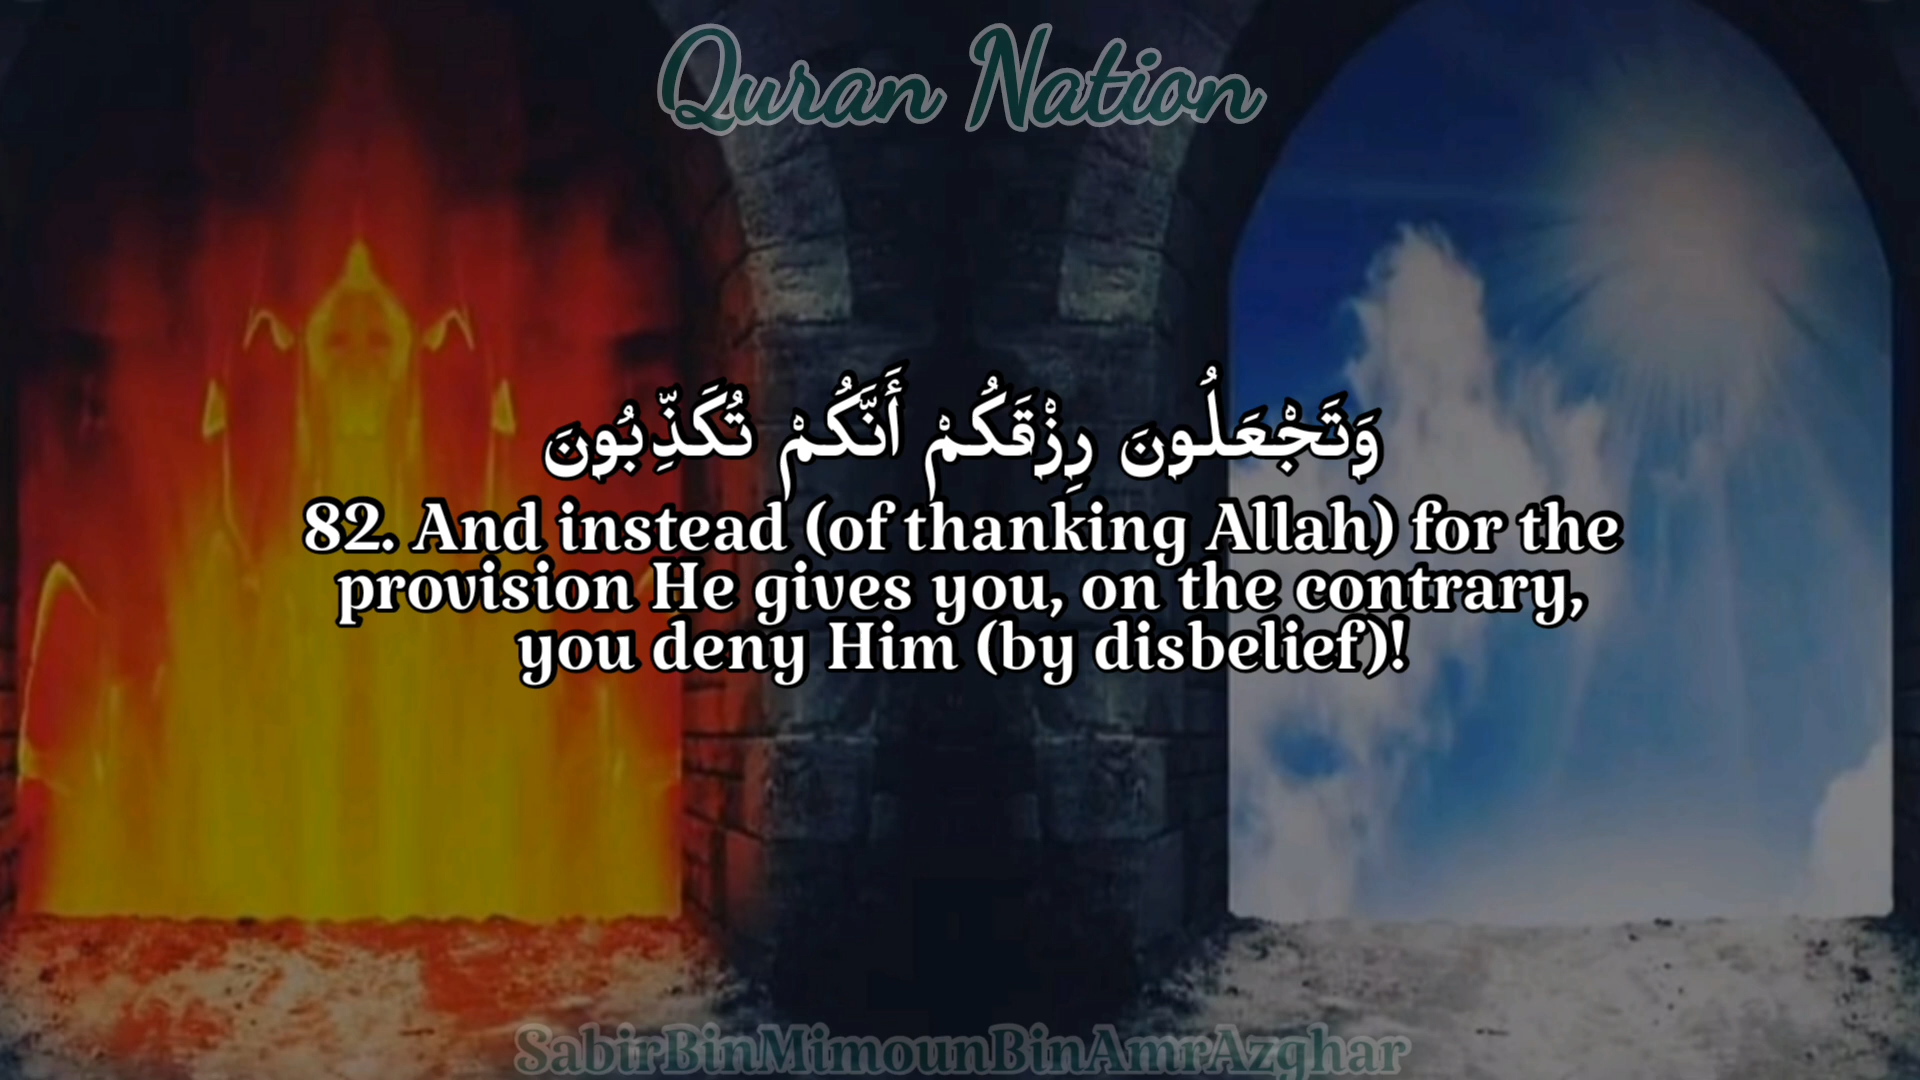 Quran Nation
وَتَجْعَلُونَ رِزْقَكُمْ أَنَّكُمْ تُكَذِّبُونَ
82. And instead (of thanking Allah) for the
provision He gives you, on the contrary,
you deny Him (by disbelief)!
SabirBinMimounBinAmrAzghar